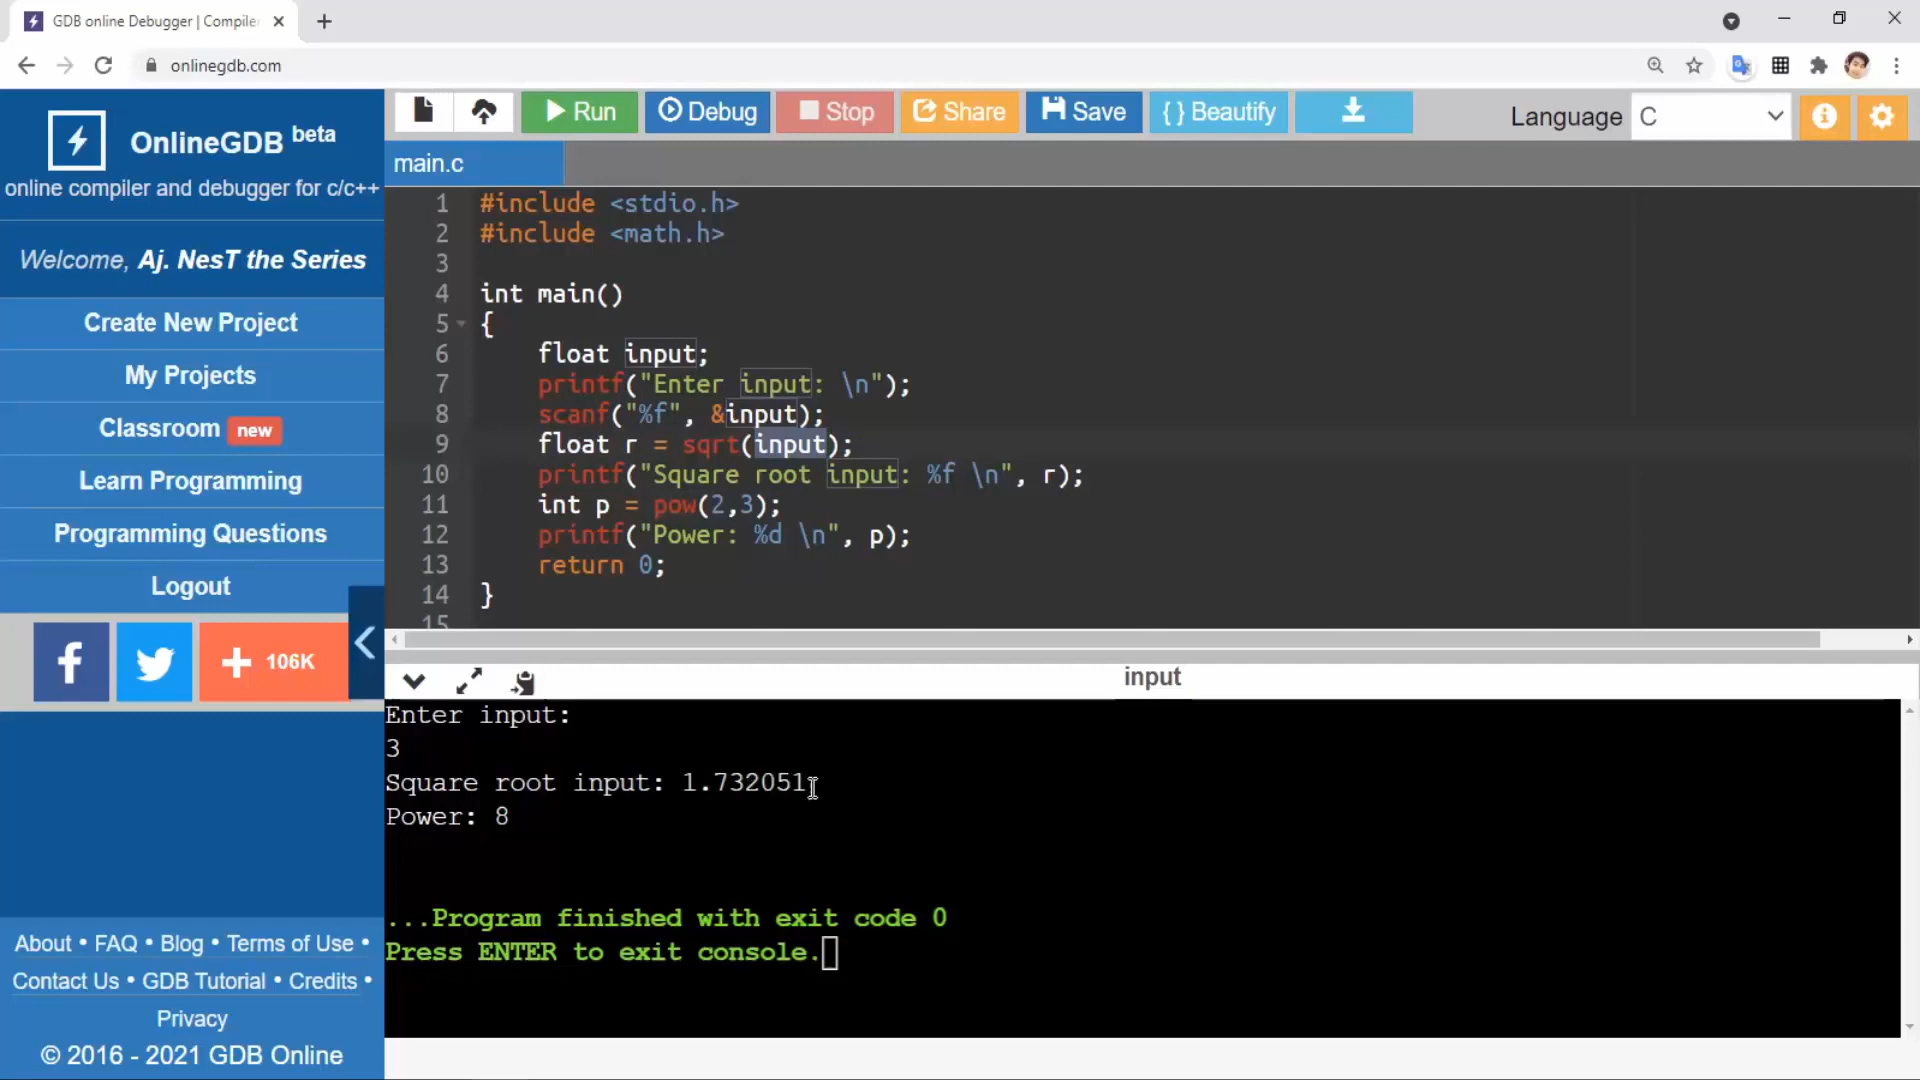 GDB online Debugger | Compile
onlinegdb.com
OnlineGDB beta
online compiler and debugger for c/c++
Welcome, Aj. NesT the Series
Create New Project
My Projects
Classroom new
Learn Programming
Programming Questions
Logout
106K
About • FAQ • Blog • Terms of Use •
Contact Us • GDB Tutorial • Credits •
Privacy
© 2016 - 2021 GDB Online
Run Debug Stop Share Save { } Beautify Language C
main.c
1 #include <stdio.h>
2 #include <math.h>
3
4 int main()
5 {
6     float input;
7     printf("Enter input: \n");
8     scanf("%f", &input);
9     float r = sqrt(input);
10     printf("Square root input: %f \n", r);
11     int p = pow(2,3);
12     printf("Power: %d \n", p);
13     return 0;
14 }
15
input
Enter input:
3
Square root input: 1.732051
Power: 8
...Program finished with exit code 0
Press ENTER to exit console.